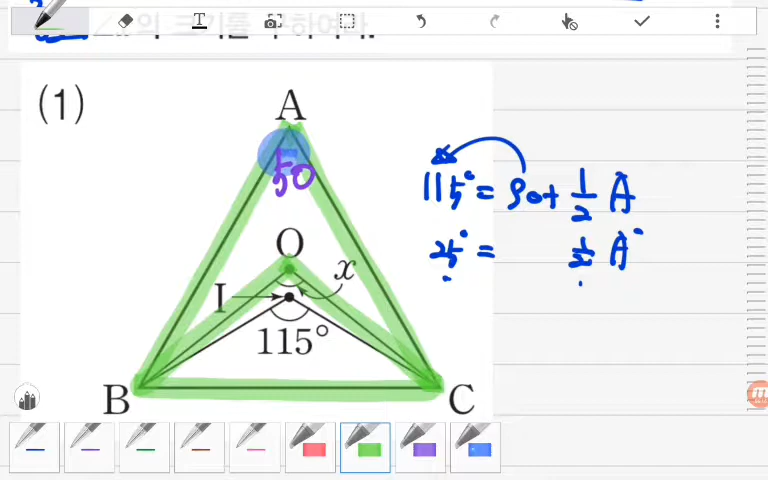 의 크기를 구하여라.
(1)
A
50
O
x
I
115°
B
C
115° = 90 + 1/2 A
25° = 1/2 A°
T